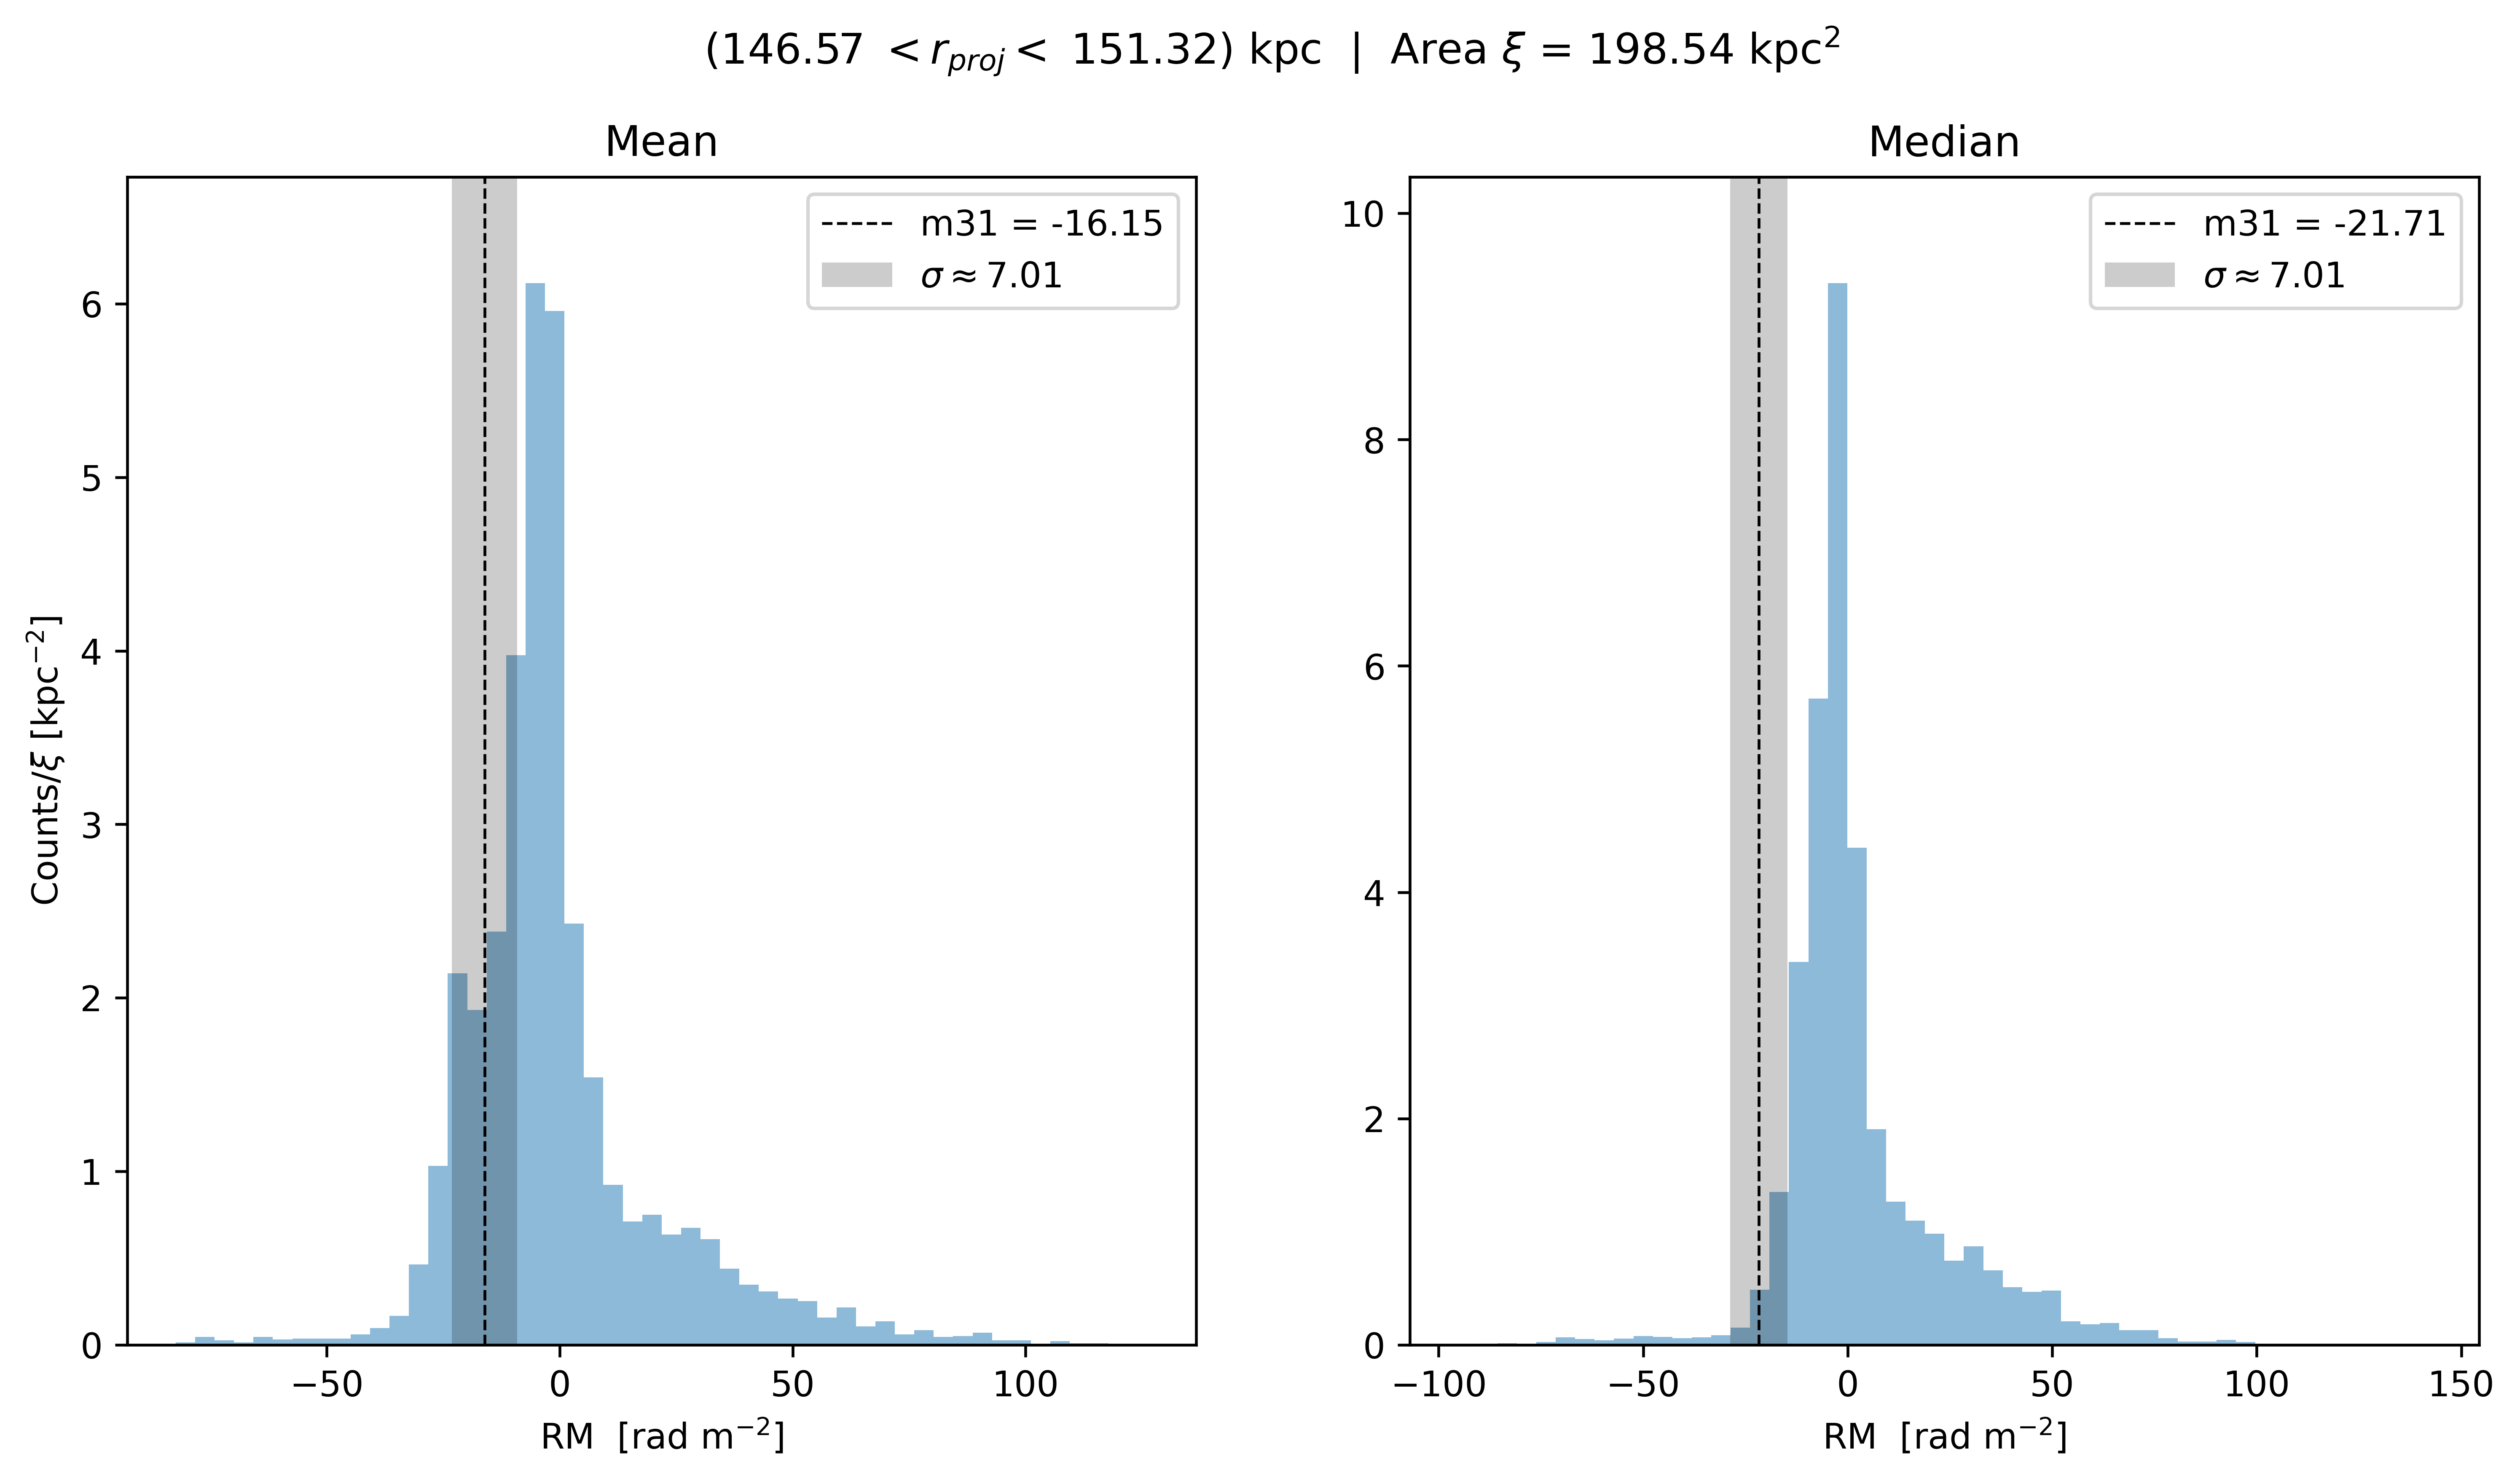 (146.57 < r_proj < 151.32) kpc | Area ξ = 198.54 kpc²
Mean
m31 = -16.15
σ ≈ 7.01
Counts/ξ [kpc⁻²]
6
5
4
3
2
1
0
−50 0 50 100
RM [rad m⁻²]
Median
m31 = -21.71
σ ≈ 7.01
10
8
6
4
2
0
−100 −50 0 50 100 150
RM [rad m⁻²]